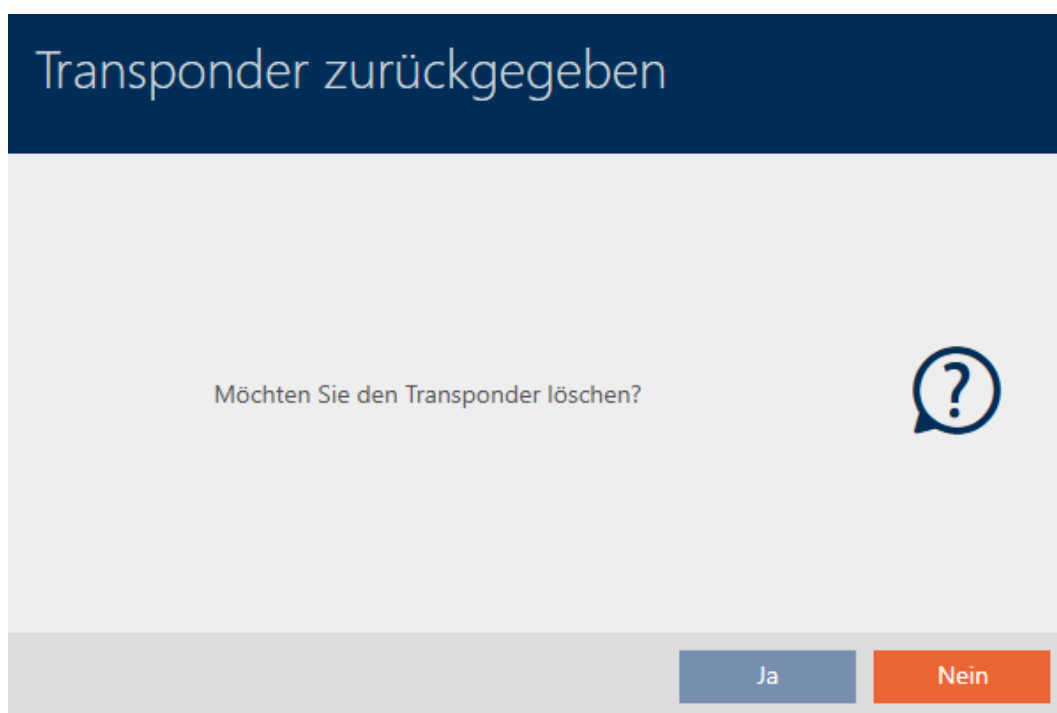 Transponder zurückgegeben
Möchten Sie den Transponder löschen?
?
Ja
Nein